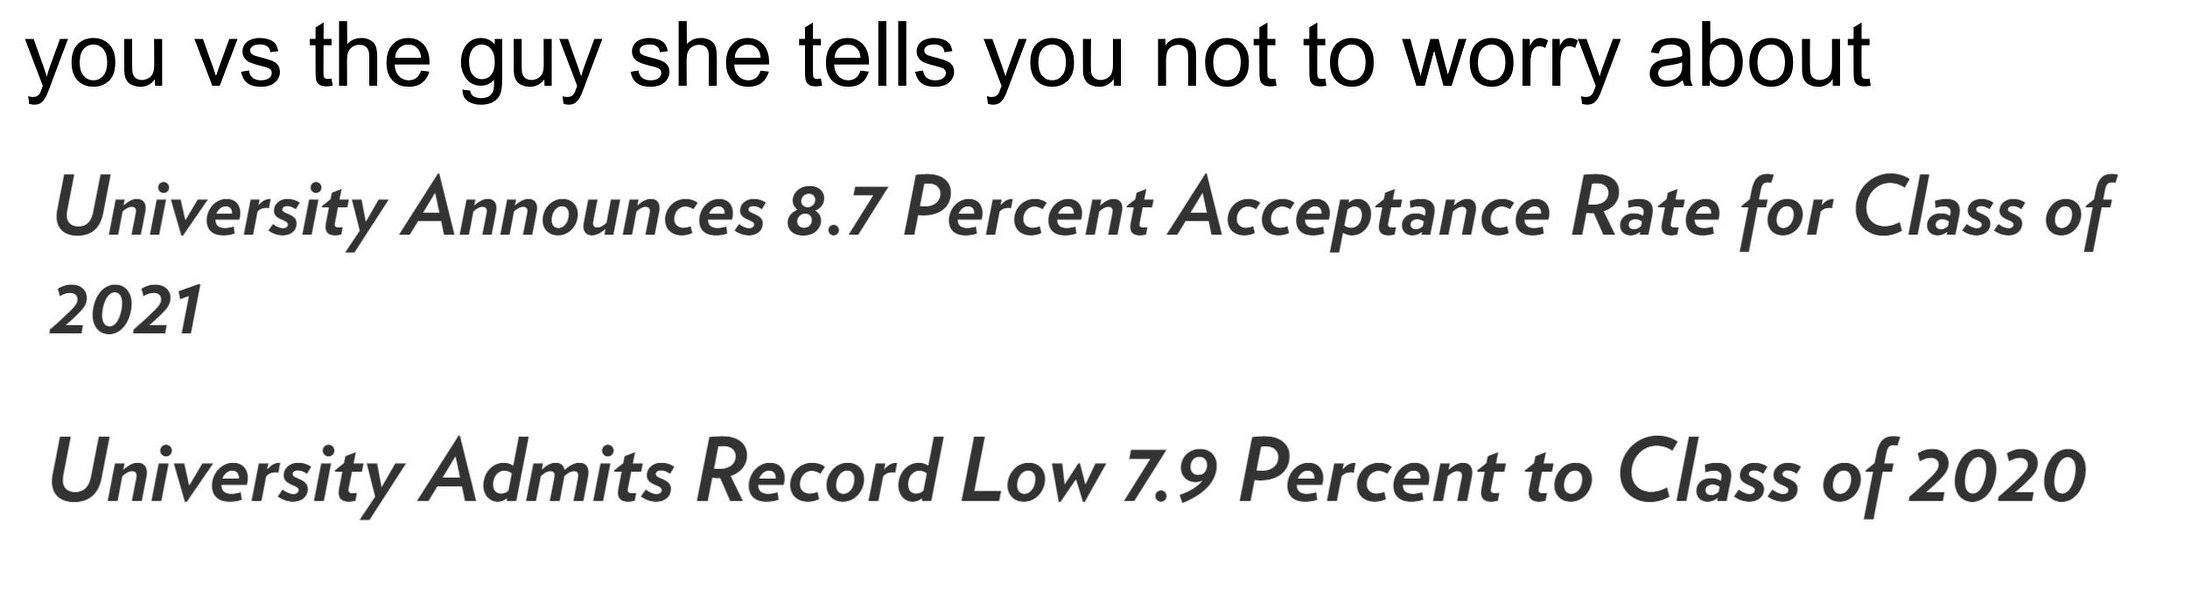 you vs the guy she tells you not to worry about
University Announces 8.7 Percent Acceptance Rate for Class of
2021
University Admits Record Low 7.9 Percent to Class of 2020